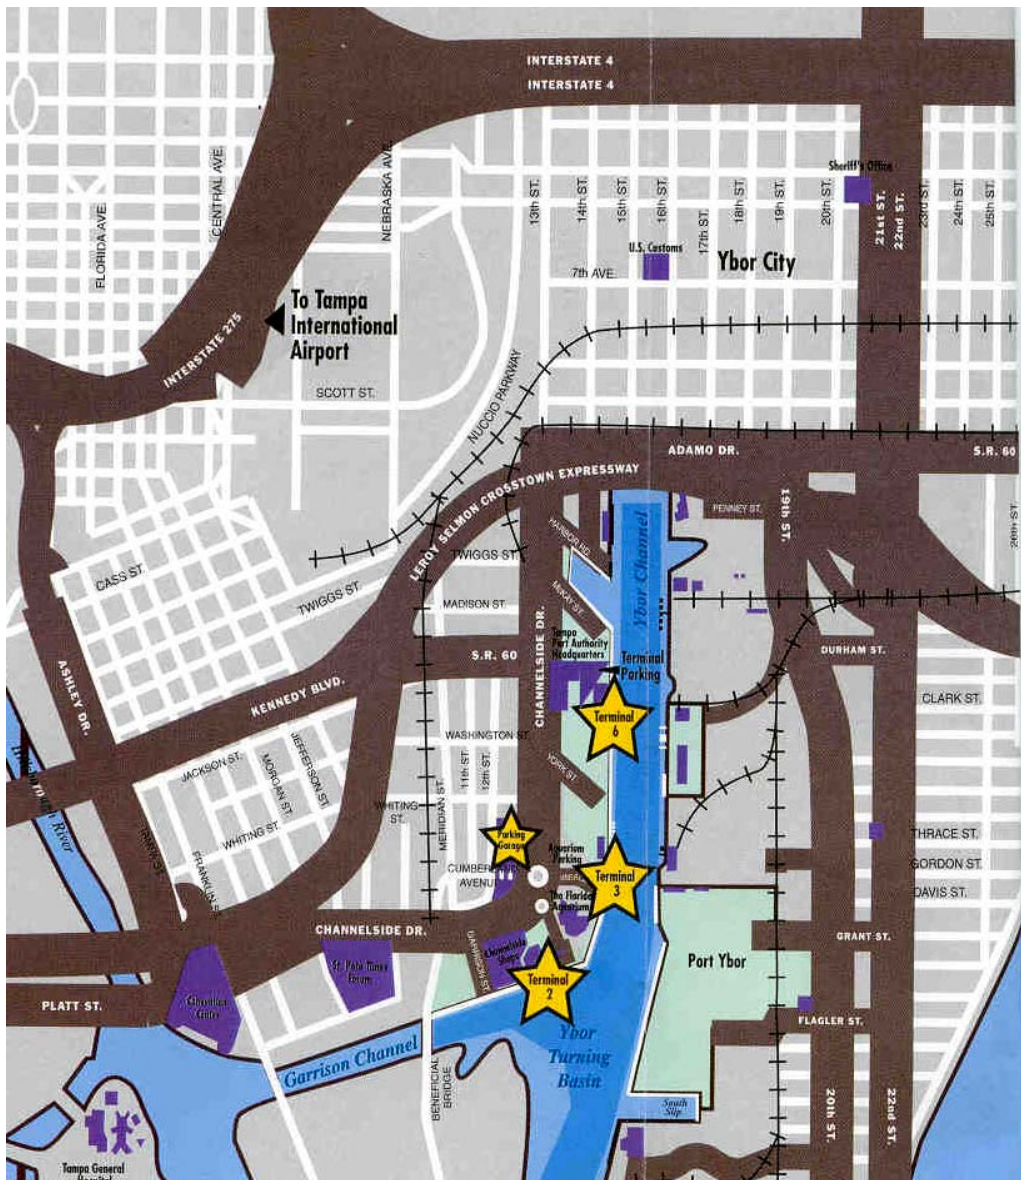 INTERSTATE 4
INTERSTATE 4
Sheriff's Office
CENTRAL AVE.
NEBRASKA AVE.
FLORIDA AVE.
13th ST.
14th ST.
15th ST.
16th ST.
17th ST.
18th ST.
19th ST.
20th ST.
21st ST.
22nd ST.
23rd ST.
24th ST.
25th ST.
U.S. Customs
7th AVE.
Ybor City
To Tampa
International
Airport
INTERSTATE 275
SCOTT ST.
NUCCIO PARKWAY
ADAMO DR.
S.R. 60
LEROY SELMON CROSSTOWN EXPRESSWAY
PENNEY ST.
19th ST.
Ybor Channel
HARBOR RD.
TWIGGS ST.
CASS ST.
TWIGGS ST.
McKAY ST.
MADISON ST.
CHANNELSIDE DR.
Tampa
Port Authority
Headquarters
S.R. 60
Terminal
Parking
DURHAM ST.
ASHLEY DR.
KENNEDY BLVD.
CLARK ST.
Terminal
6
WASHINGTON ST.
JACKSON ST.
JEFFERSON ST.
MORGAN ST.
11th ST.
12th ST.
YORK ST.
River
WHITING
ST.
MERIDIAN ST.
WHITING ST.
Parking
Garage
THRACE ST.
Aquarium
Parking
GORDON ST.
FRANKLIN ST.
CUMBERLAND
AVENUE
Terminal
3
DAVIS ST.
The Florida
Aquarium
CHANNELSIDE DR.
GRANT ST.
GARRISON ST.
Channelside
Shops
St. Pete Times
Forum
Port Ybor
Terminal
2
Convention
Center
PLATT ST.
FLAGLER ST.
Garrison Channel
Ybor
Turning
Basin
BENEFICIAL
BRIDGE
South
Slip
20th ST.
22nd ST.
Tampa General